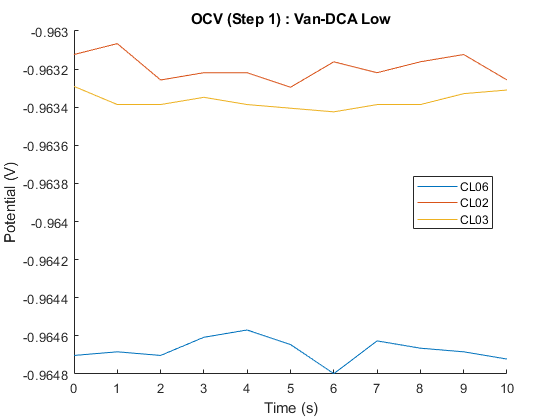 OCV (Step 1) : Van-DCA Low
-0.963
-0.9632
-0.9634
-0.9636
-0.9638
-0.964
-0.9642
-0.9644
-0.9646
-0.9648
Potential (V)
CL06
CL02
CL03
0 1 2 3 4 5 6 7 8 9 10
Time (s)